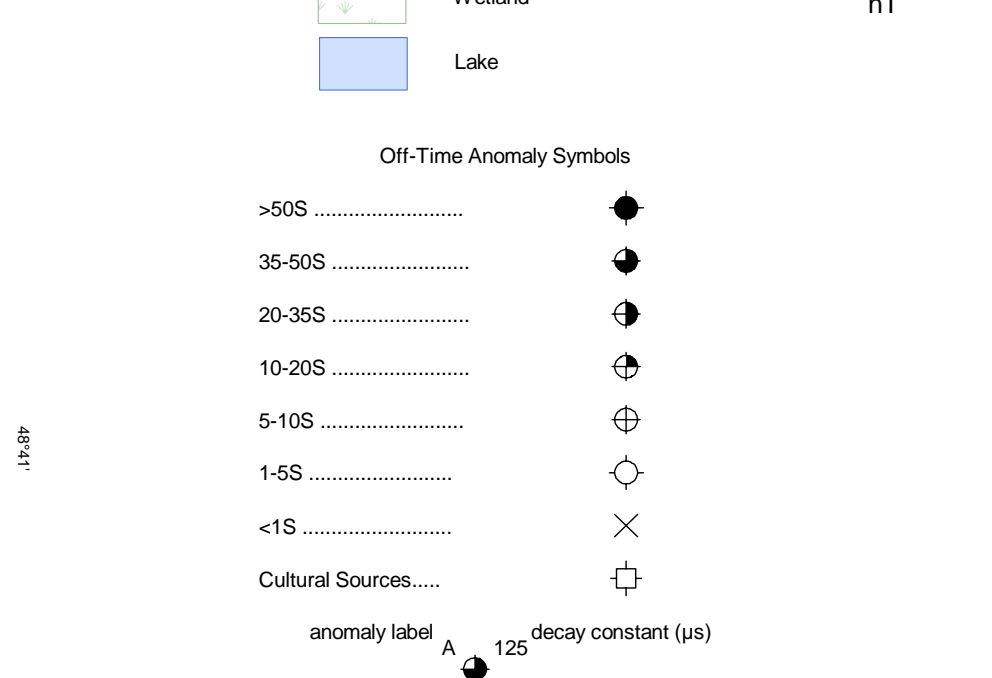 Wetland
Lake
Off-Time Anomaly Symbols
>50S ..........................
35-50S ........................
20-35S ........................
10-20S ........................
5-10S .........................
48°41'
1-5S .........................
<1S ..........................
Cultural Sources.....
anomaly label A 125 decay constant (µs)